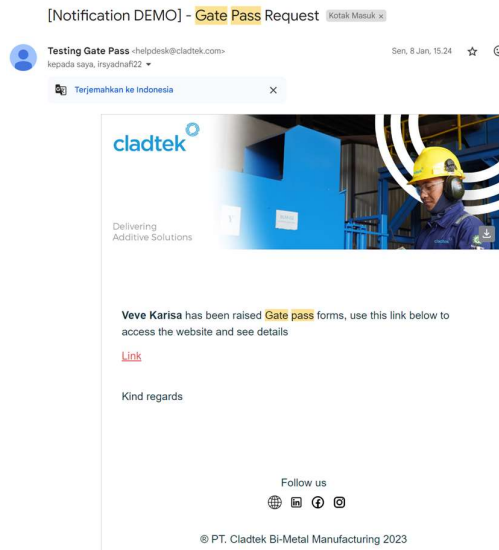 [Notification DEMO] - Gate Pass Request Kotak Masuk ×
Testing Gate Pass <helpdesk@cladtek.com> Sen, 8 Jan, 15.24
kepada saya, irsyadnafi22
Terjemahkan ke Indonesia ×
cladtek
Delivering
Additive Solutions
Veve Karisa has been raised Gate pass forms, use this link below to
access the website and see details
Link
Kind regards
Follow us
® PT. Cladtek Bi-Metal Manufacturing 2023